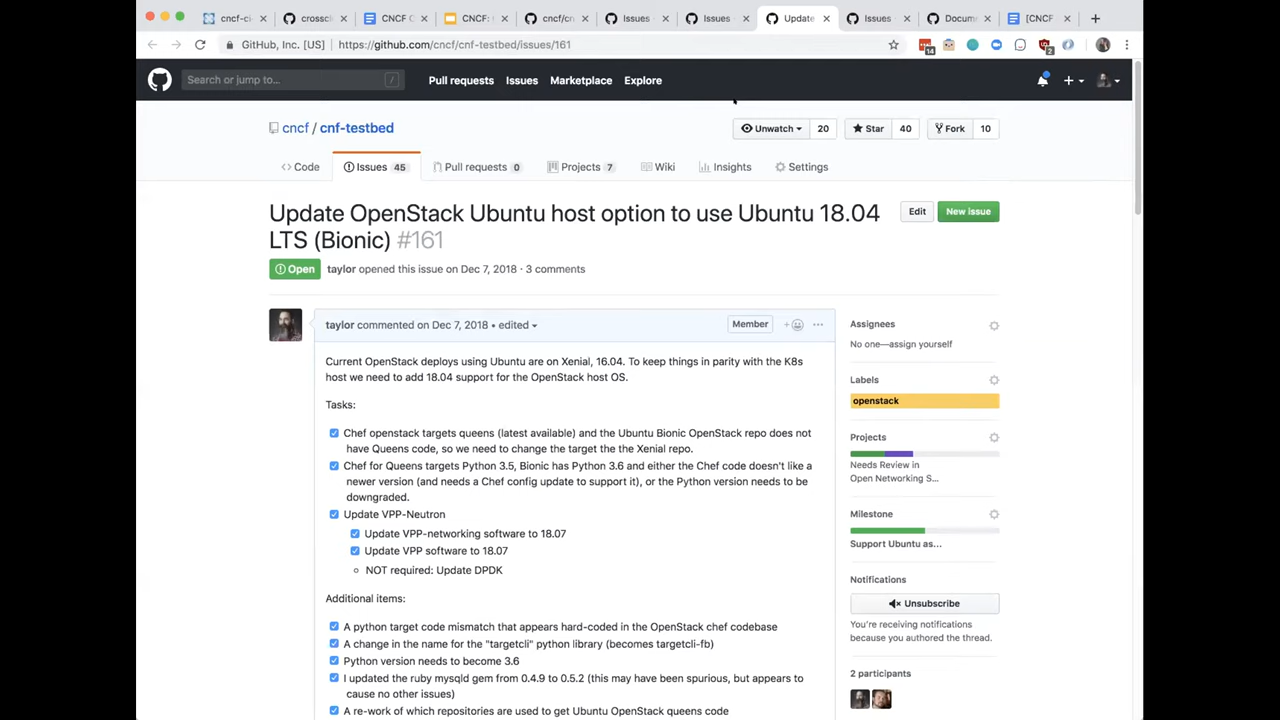 cncf-ci
crosscl
CNCF C
CNCF:
cncf/cn
Issues
Issues
Update
Issues
Docum
[CNCF
GitHub, Inc. [US]
https://github.com/cncf/cnf-testbed/issues/161
14
2
Search or jump to...
/
Pull requests
Issues
Marketplace
Explore
cncf / cnf-testbed
Unwatch 20
Star 40
Fork 10
Code
Issues 45
Pull requests 0
Projects 7
Wiki
Insights
Settings
Update OpenStack Ubuntu host option to use Ubuntu 18.04
LTS (Bionic) #161
Edit
New issue
Open
taylor opened this issue on Dec 7, 2018 · 3 comments
taylor commented on Dec 7, 2018 • edited
Member
Current OpenStack deploys using Ubuntu are on Xenial, 16.04. To keep things in parity with the K8s
host we need to add 18.04 support for the OpenStack host OS.
Tasks:
Chef openstack targets queens (latest available) and the Ubuntu Bionic OpenStack repo does not
have Queens code, so we need to change the target the the Xenial repo.
Chef for Queens targets Python 3.5, Bionic has Python 3.6 and either the Chef code doesn't like a
newer version (and needs a Chef config update to support it), or the Python version needs to be
downgraded.
Update VPP-Neutron
Update VPP-networking software to 18.07
Update VPP software to 18.07
NOT required: Update DPDK
Additional items:
A python target code mismatch that appears hard-coded in the OpenStack chef codebase
A change in the name for the "targetcli" python library (becomes targetcli-fb)
Python version needs to become 3.6
I updated the ruby mysqld gem from 0.4.9 to 0.5.2 (this may have been spurious, but appears to
cause no other issues)
A re-work of which repositories are used to get Ubuntu OpenStack queens code
Assignees
No one—assign yourself
Labels
openstack
Projects
Needs Review in
Open Networking S...
Milestone
Support Ubuntu as...
Notifications
Unsubscribe
You're receiving notifications
because you authored the thread.
2 participants